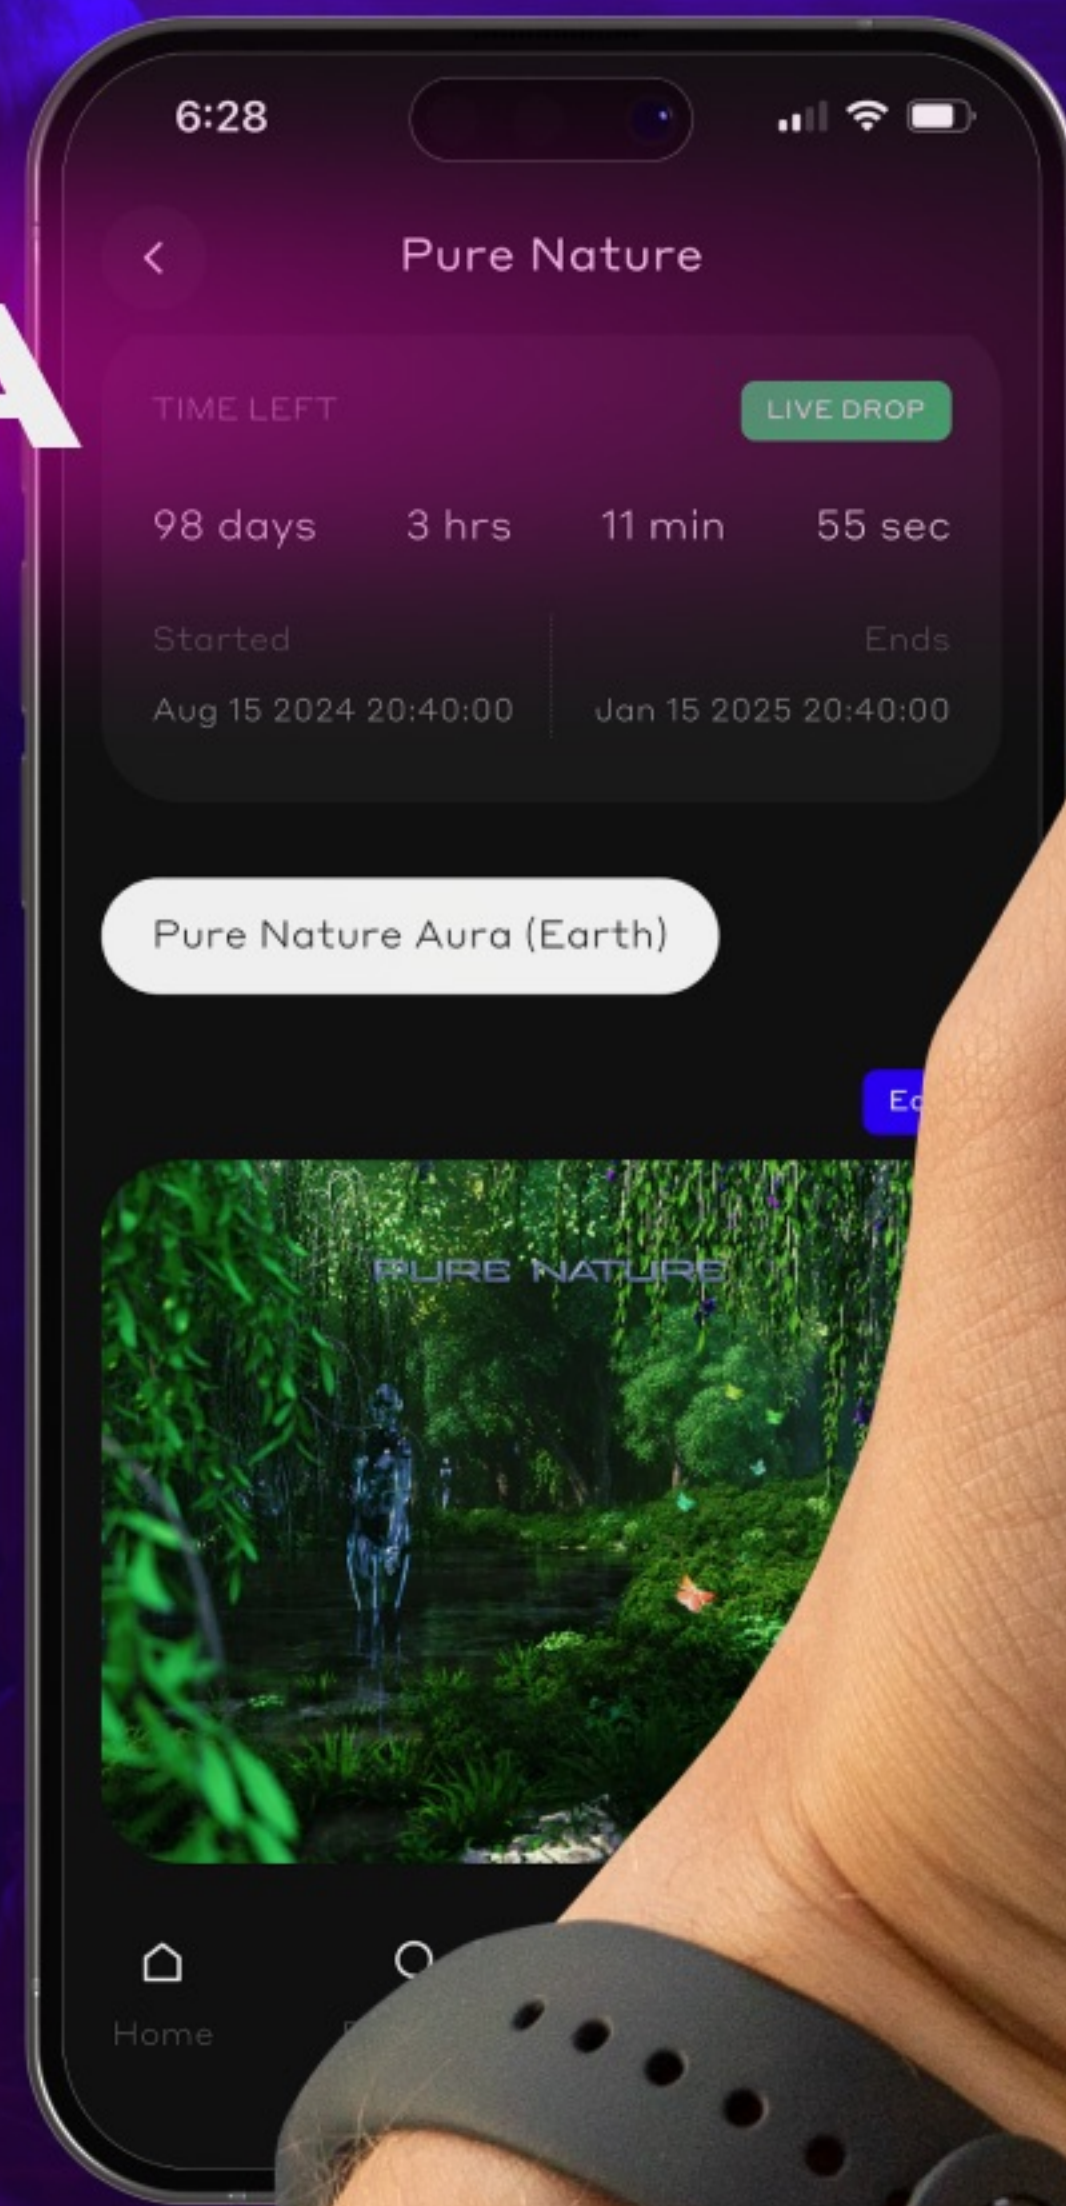 6:28
Pure Nature
A
TIME LEFT
LIVE DROP
98 days 3 hrs 11 min 55 sec
Started Ends
Aug 15 2024 20:40:00 Jan 15 2025 20:40:00
Pure Nature Aura (Earth)
PURE NATURE
Home